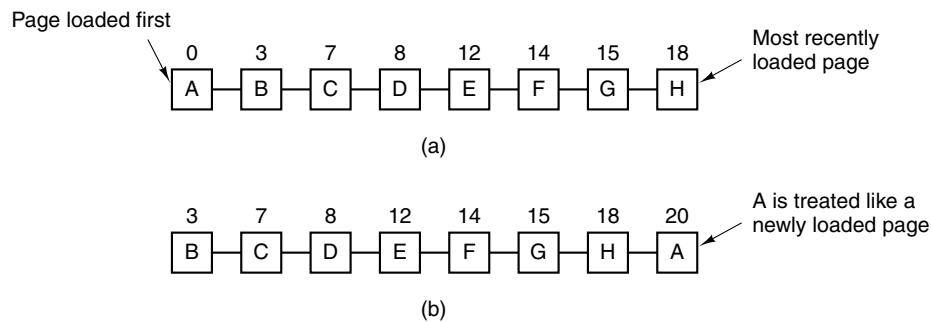 Page loaded first
0 3 7 8 12 14 15 18
Most recently
loaded page
A B C D E F G H
(a)
3 7 8 12 14 15 18 20
A is treated like a
newly loaded page
B C D E F G H A
(b)